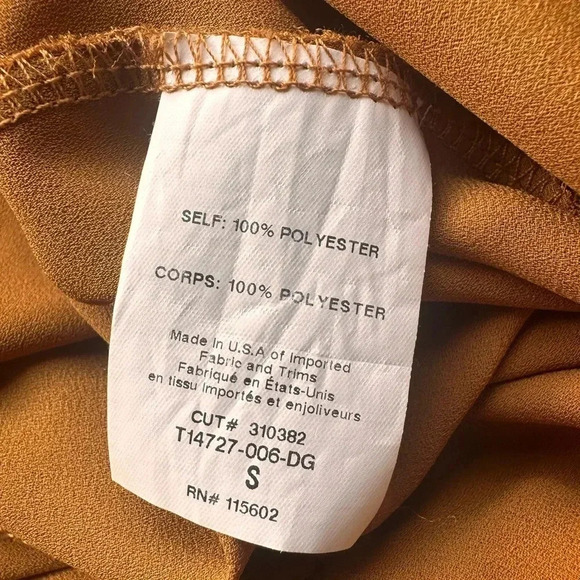 SELF: 100% POLYESTER
CORPS: 100% POLYESTER
Made in U.S.A of Imported
Fabric and Trims
Fabriqué en États-Unis
en tissu importés et enjoliveurs
CUT# 310382
T14727-006-DG
S
RN# 115602